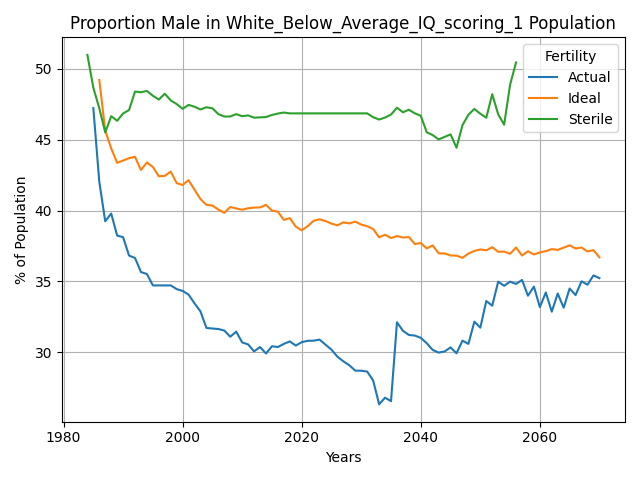 Proportion Male in White_Below_Average_IQ_scoring_1 Population
Fertility
Actual
Ideal
Sterile
% of Population
50
45
40
35
30
1980
2000
2020
2040
2060
Years